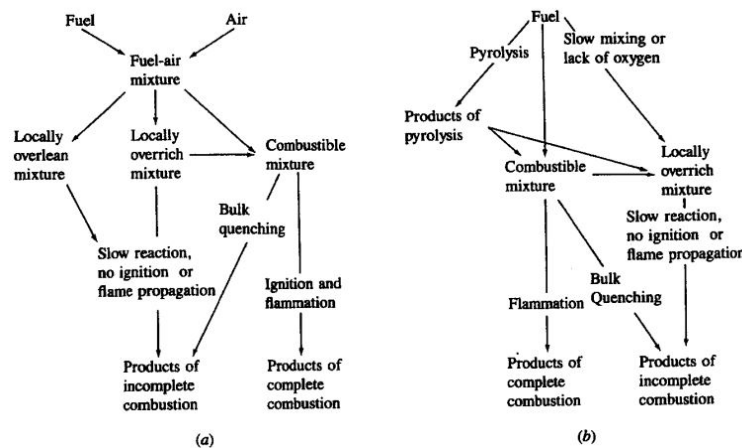 Fuel
Air
Fuel-air
mixture
Locally
overlean
mixture
Locally
overrich
mixture
Combustible
mixture
Bulk
quenching
Slow reaction,
no ignition or
flame propagation
Ignition and
flammation
Products of
incomplete
combustion
Products of
complete
combustion
(a)
Fuel
Pyrolysis
Slow mixing or
lack of oxygen
Products of
pyrolysis
Combustible
mixture
Locally
overrich
mixture
Slow reaction,
no ignition or
flame propagation
Flammation
Bulk
Quenching
Products of
complete
combustion
Products of
incomplete
combustion
(b)